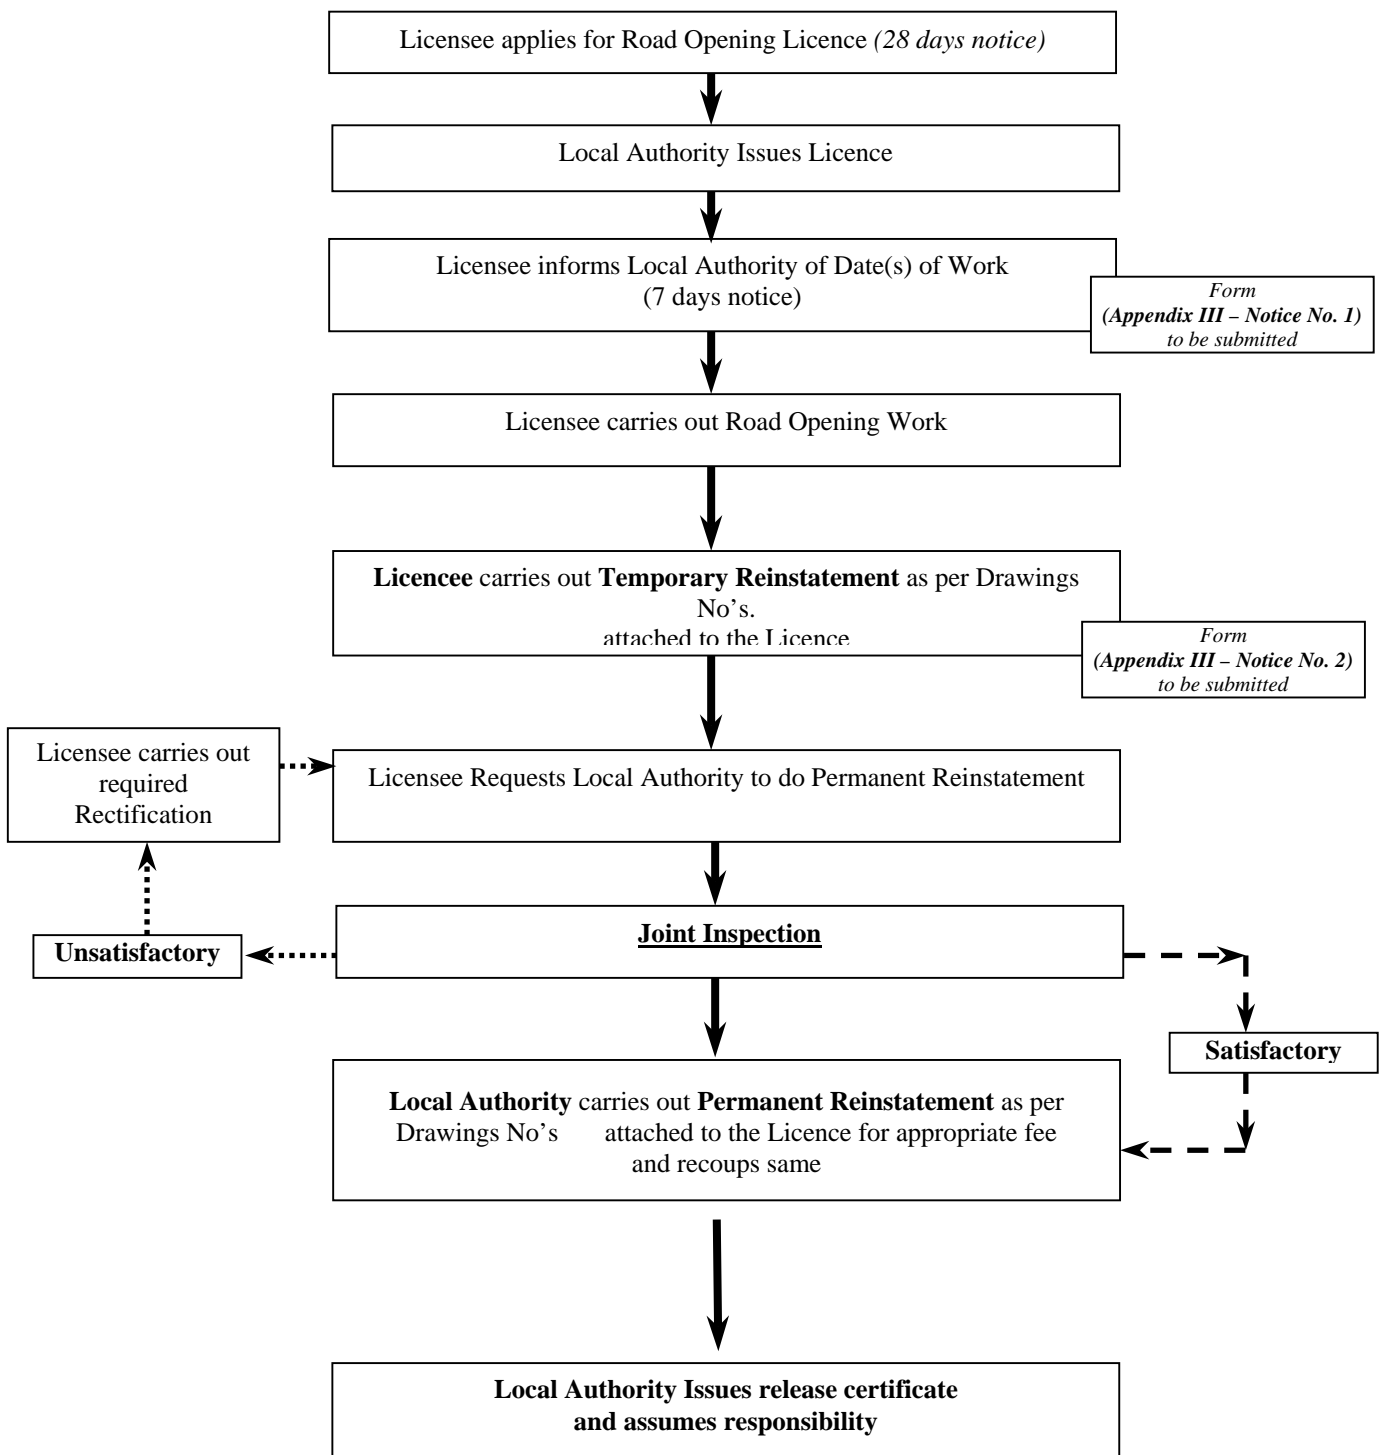 Licensee applies for Road Opening Licence (28 days notice)
Local Authority Issues Licence
Licensee informs Local Authority of Date(s) of Work
(7 days notice)
Form
(Appendix III – Notice No. 1)
to be submitted
Licensee carries out Road Opening Work
Licencee carries out Temporary Reinstatement as per Drawings
No’s.
attached to the Licence
Form
(Appendix III – Notice No. 2)
to be submitted
Licensee carries out
required
Rectification
Licensee Requests Local Authority to do Permanent Reinstatement
Joint Inspection
Unsatisfactory
Satisfactory
Local Authority carries out Permanent Reinstatement as per
Drawings No’s attached to the Licence for appropriate fee
and recoups same
Local Authority Issues release certificate
and assumes responsibility